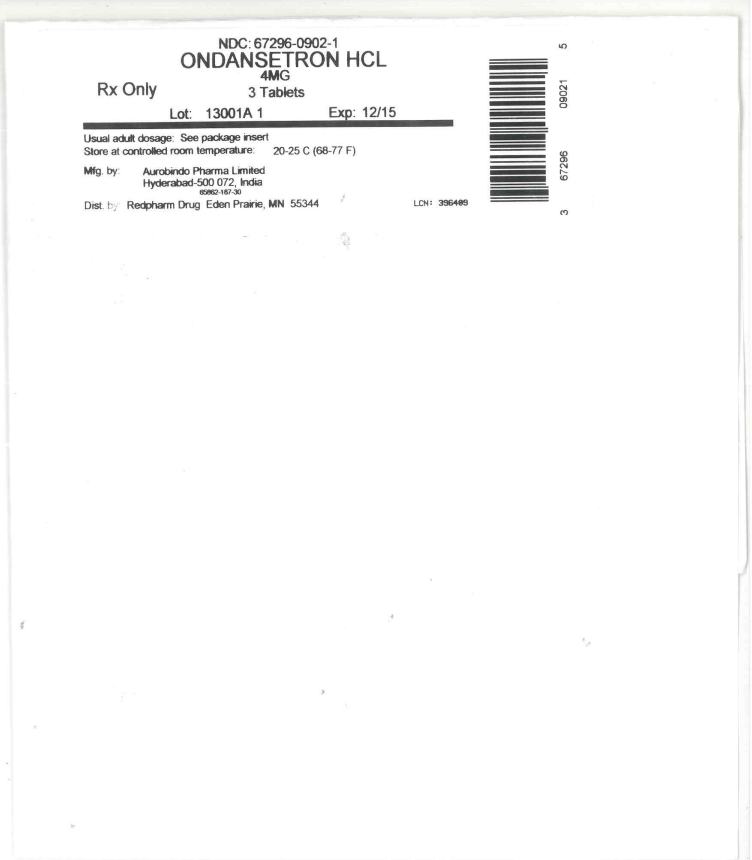 NDC: 67296-0902-1
ONDANSETRON HCL
4MG
Rx Only
3 Tablets
Lot: 13001A 1 Exp: 12/15
Usual adult dosage: See package insert
Store at controlled room temperature: 20-25 C (68-77 F)
Mfg. by: Aurobindo Pharma Limited
Hyderabad-500 072, India
65862-187-30
Dist. by: Redpharm Drug Eden Prairie, MN 55344
LCN: 396409
3 67296 09021 5